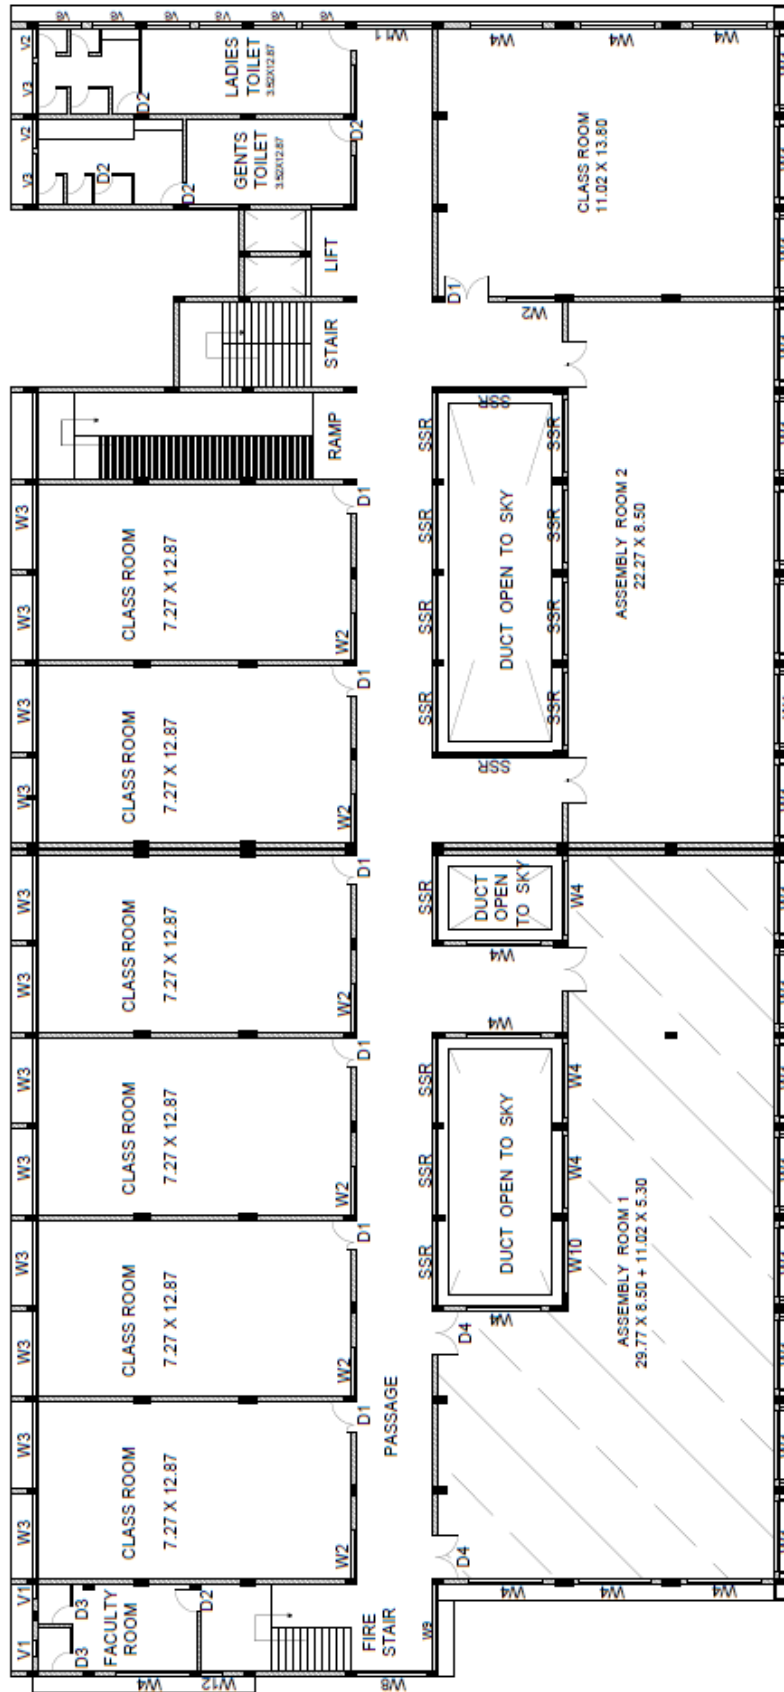 V2
V3
D2
LADIES
TOILET
3.52X12.87
W11
W4
W4
W4
V2
V3
D2
D2
GENTS
TOILET
3.52X12.87
D2
CLASS ROOM
11.02 X 13.80
LIFT
D1
W2
STAIR
RAMP
SSR
SSR
SSR
W3
W3
CLASS ROOM
7.27 X 12.87
D1
W2
SSR
SSR
SSR
SSR
DUCT OPEN TO SKY
ASSEMBLY ROOM 2
22.27 X 8.50
W3
W3
CLASS ROOM
7.27 X 12.87
D1
W2
SSR
SSR
SSR
W3
W3
CLASS ROOM
7.27 X 12.87
D1
W2
SSR
DUCT
OPEN
TO SKY
W4
W4
W3
W3
CLASS ROOM
7.27 X 12.87
D1
W2
W4
SSR
SSR
SSR
DUCT OPEN TO SKY
W4
W4
W10
W4
W3
W3
CLASS ROOM
7.27 X 12.87
D1
W2
ASSEMBLY ROOM 1
29.77 X 8.50 + 11.02 X 5.30
D4
W3
W3
CLASS ROOM
7.27 X 12.87
D1
W2
PASSAGE
D4
V1
V1
D3
D3
FACULTY
ROOM
D2
FIRE
STAIR
W9
W4
W4
W4
W4
W12
W8